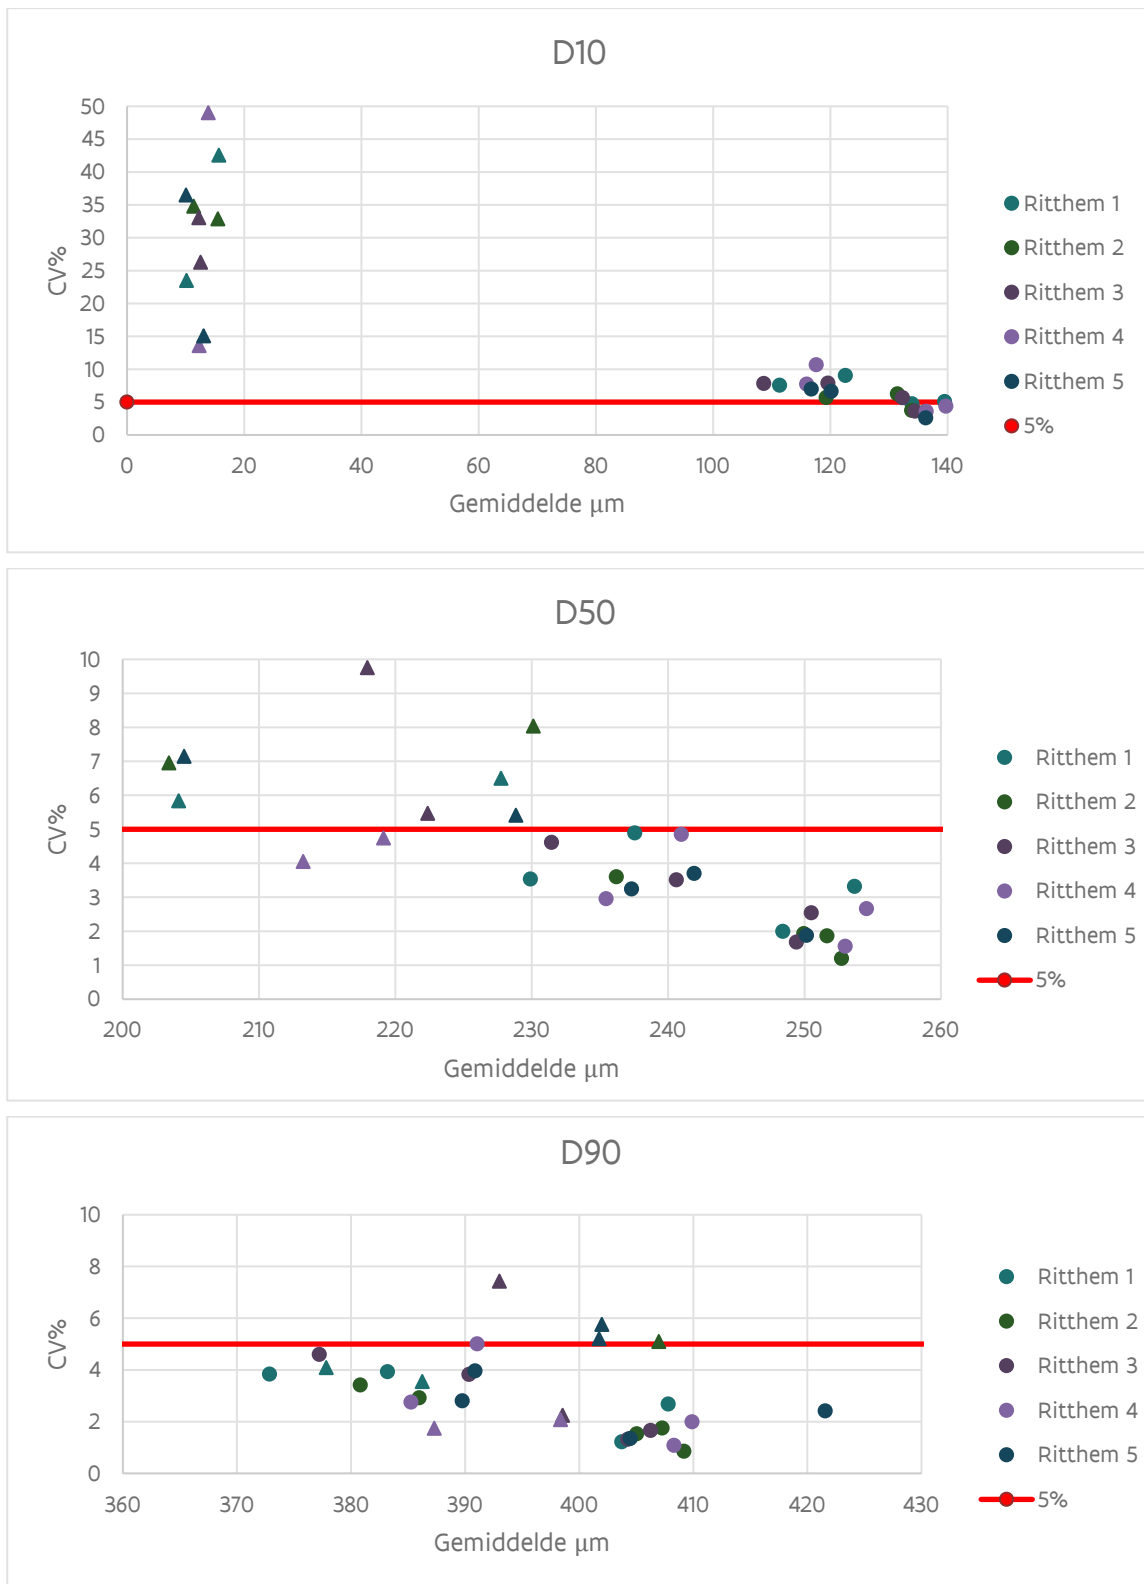 D10
50
45
40
35
30
25
20
15
10
5
0
CV%
0 20 40 60 80 100 120 140
Gemiddelde µm
Ritthem 1
Ritthem 2
Ritthem 3
Ritthem 4
Ritthem 5
5%
D50
10
9
8
7
6
5
4
3
2
1
0
CV%
200 210 220 230 240 250 260
Gemiddelde µm
Ritthem 1
Ritthem 2
Ritthem 3
Ritthem 4
Ritthem 5
5%
D90
10
8
6
4
2
0
CV%
360 370 380 390 400 410 420 430
Gemiddelde µm
Ritthem 1
Ritthem 2
Ritthem 3
Ritthem 4
Ritthem 5
5%